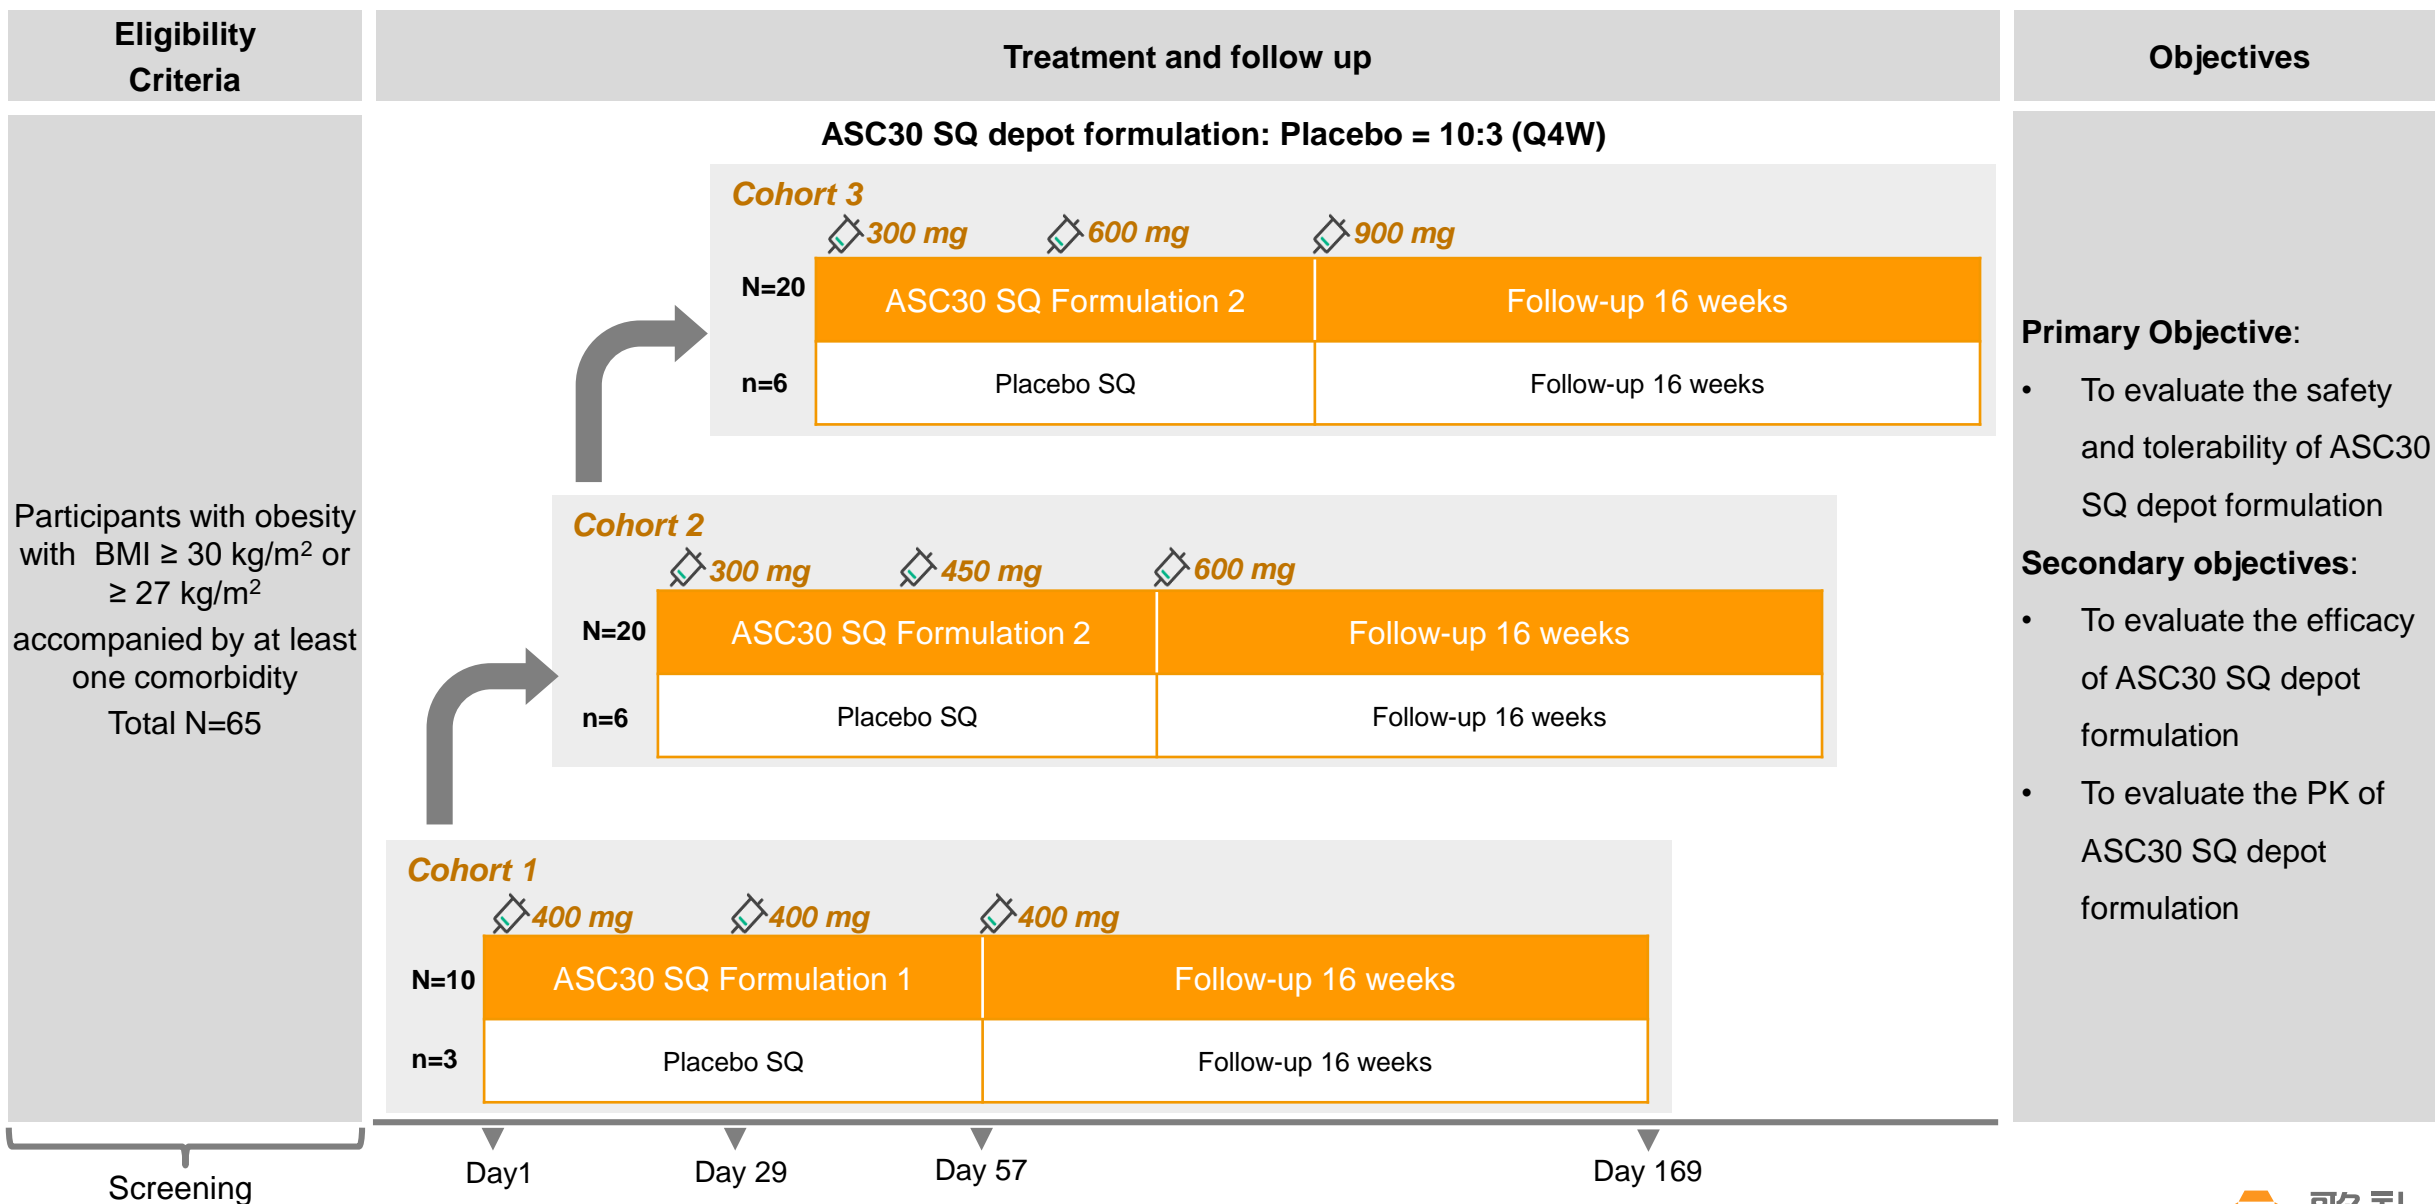 Eligibility
Criteria
Treatment and follow up
Objectives
Participants with obesity
with BMI ≥ 30 kg/m² or
≥ 27 kg/m²
accompanied by at least
one comorbidity
Total N=65
ASC30 SQ depot formulation: Placebo = 10:3 (Q4W)
Cohort 3
300 mg 600 mg 900 mg
N=20 ASC30 SQ Formulation 2 Follow-up 16 weeks
n=6 Placebo SQ Follow-up 16 weeks
Cohort 2
300 mg 450 mg 600 mg
N=20 ASC30 SQ Formulation 2 Follow-up 16 weeks
n=6 Placebo SQ Follow-up 16 weeks
Cohort 1
400 mg 400 mg 400 mg
N=10 ASC30 SQ Formulation 1 Follow-up 16 weeks
n=3 Placebo SQ Follow-up 16 weeks
Screening
Day1 Day 29 Day 57 Day 169
Primary Objective:
• To evaluate the safety
and tolerability of ASC30
SQ depot formulation
Secondary objectives:
• To evaluate the efficacy
of ASC30 SQ depot
formulation
• To evaluate the PK of
ASC30 SQ depot
formulation